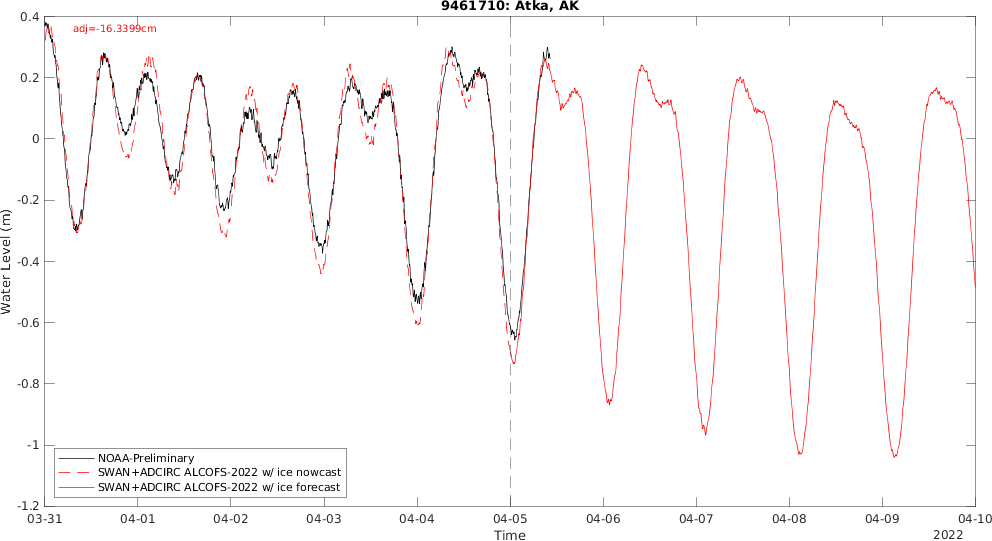 9461710: Atka, AK
adj=-16.3399cm
0.4
0.2
0
-0.2
-0.4
-0.6
-0.8
-1
-1.2
Water Level (m)
NOAA-Preliminary
SWAN+ADCIRC ALCOFS-2022 w/ ice nowcast
SWAN+ADCIRC ALCOFS-2022 w/ ice forecast
03-31 04-01 04-02 04-03 04-04 04-05 04-06 04-07 04-08 04-09 04-10
Time
2022